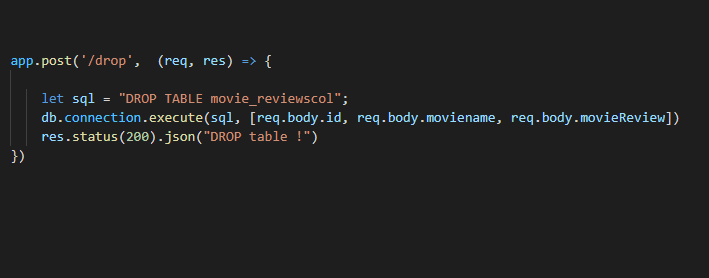 app.post('/drop',  (req, res) => {
let sql = "DROP TABLE movie_reviewscol";
db.connection.execute(sql, [req.body.id, req.body.moviename, req.body.movieReview])
res.status(200).json("DROP table !")
})